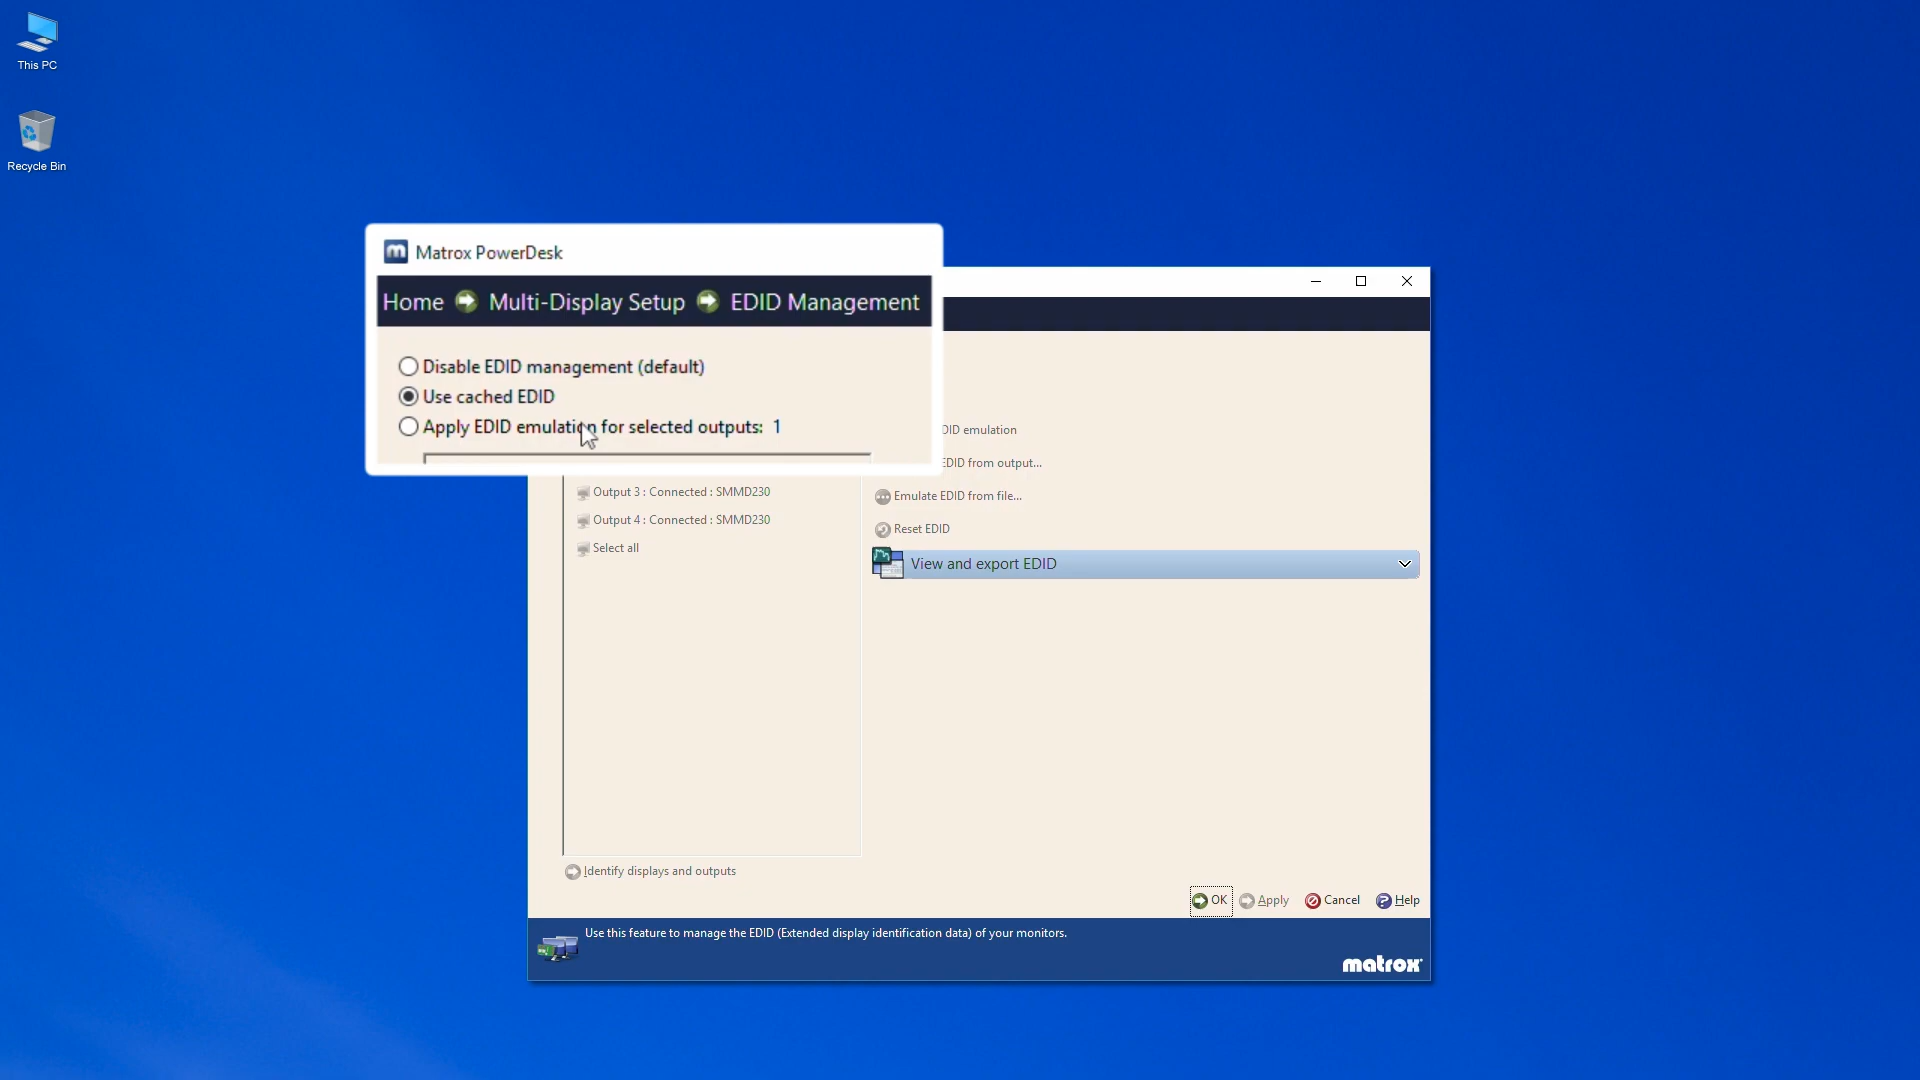 This PC
Recycle Bin
Matrox PowerDesk
Home Multi-Display Setup EDID Management
Disable EDID management (default)
Use cached EDID
Apply EDID emulation for selected outputs: 1
emulation
from output...
Output 3 : Connected : SMMD230
Emulate EDID from file...
Output 4 : Connected : SMMD230
Reset EDID
Select all
View and export EDID
Identify displays and outputs
OK Apply Cancel Help
Use this feature to manage the EDID (Extended display identification data) of your monitors.
matrox